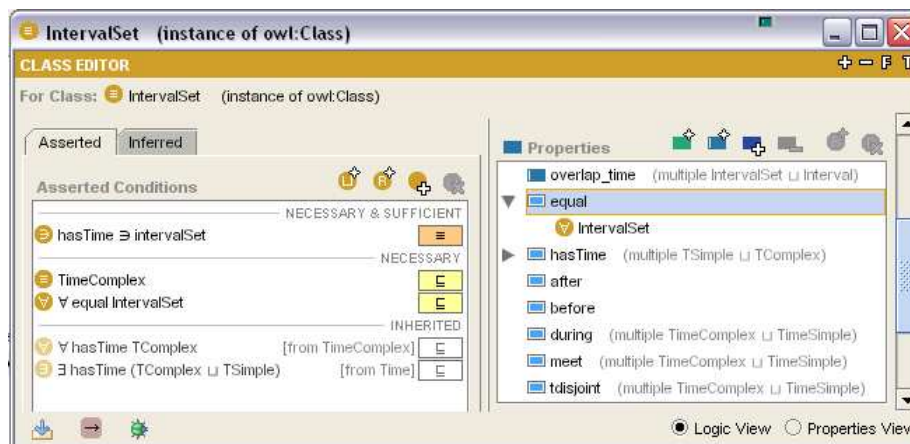 IntervalSet (instance of owl:Class)
CLASS EDITOR
F T
For Class: IntervalSet (instance of owl:Class)
Asserted Inferred
Asserted Conditions
NECESSARY & SUFFICIENT
hasTime ∋ intervalSet ≡
NECESSARY
TimeComplex ⊑
∀ equal IntervalSet ⊑
INHERITED
∀ hasTime TComplex [from TimeComplex] ⊑
∃ hasTime (TComplex ⊔ TSimple) [from Time] ⊑
Properties
overlap_time (multiple IntervalSet ⊔ Interval)
equal
IntervalSet
hasTime (multiple TSimple ⊔ TComplex)
after
before
during (multiple TimeComplex ⊔ TimeSimple)
meet (multiple TimeComplex ⊔ TimeSimple)
tdisjoint (multiple TimeComplex ⊔ TimeSimple)
Logic View Properties View